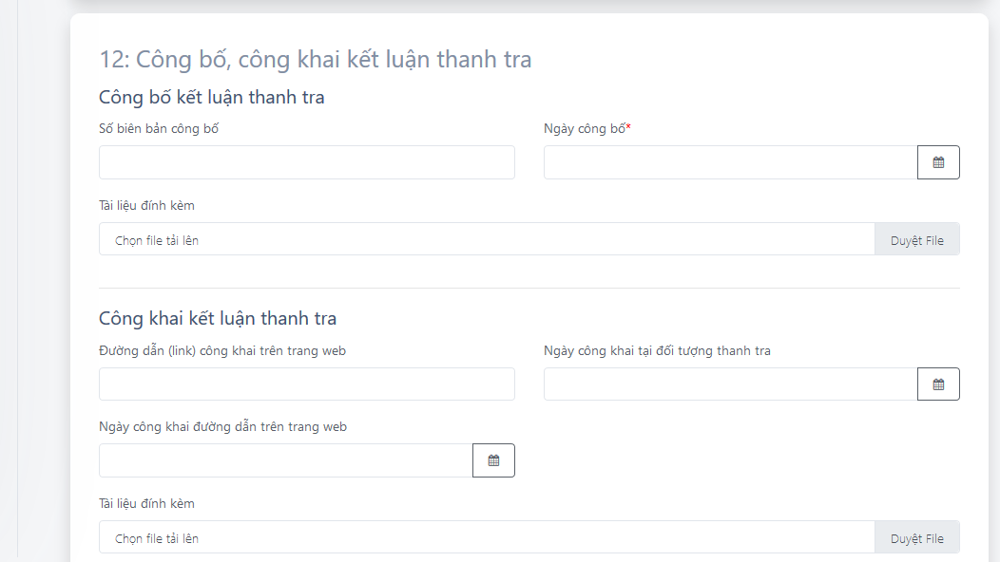 12: Công bố, công khai kết luận thanh tra
Công bố kết luận thanh tra
Số biên bản công bố
Ngày công bố*
Tài liệu đính kèm
Chọn file tải lên
Duyệt File
Công khai kết luận thanh tra
Đường dẫn (link) công khai trên trang web
Ngày công khai tại đối tượng thanh tra
Ngày công khai đường dẫn trên trang web
Tài liệu đính kèm
Chọn file tải lên
Duyệt File